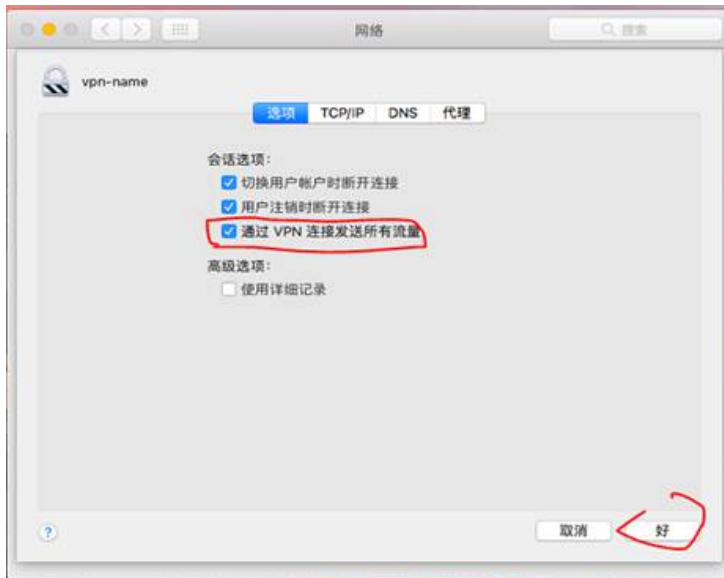 网络
搜索
vpn-name
选项 TCP/IP DNS 代理
会话选项:
切换用户帐户时断开连接
用户注销时断开连接
通过 VPN 连接发送所有流量
高级选项:
使用详细记录
?
取消 好